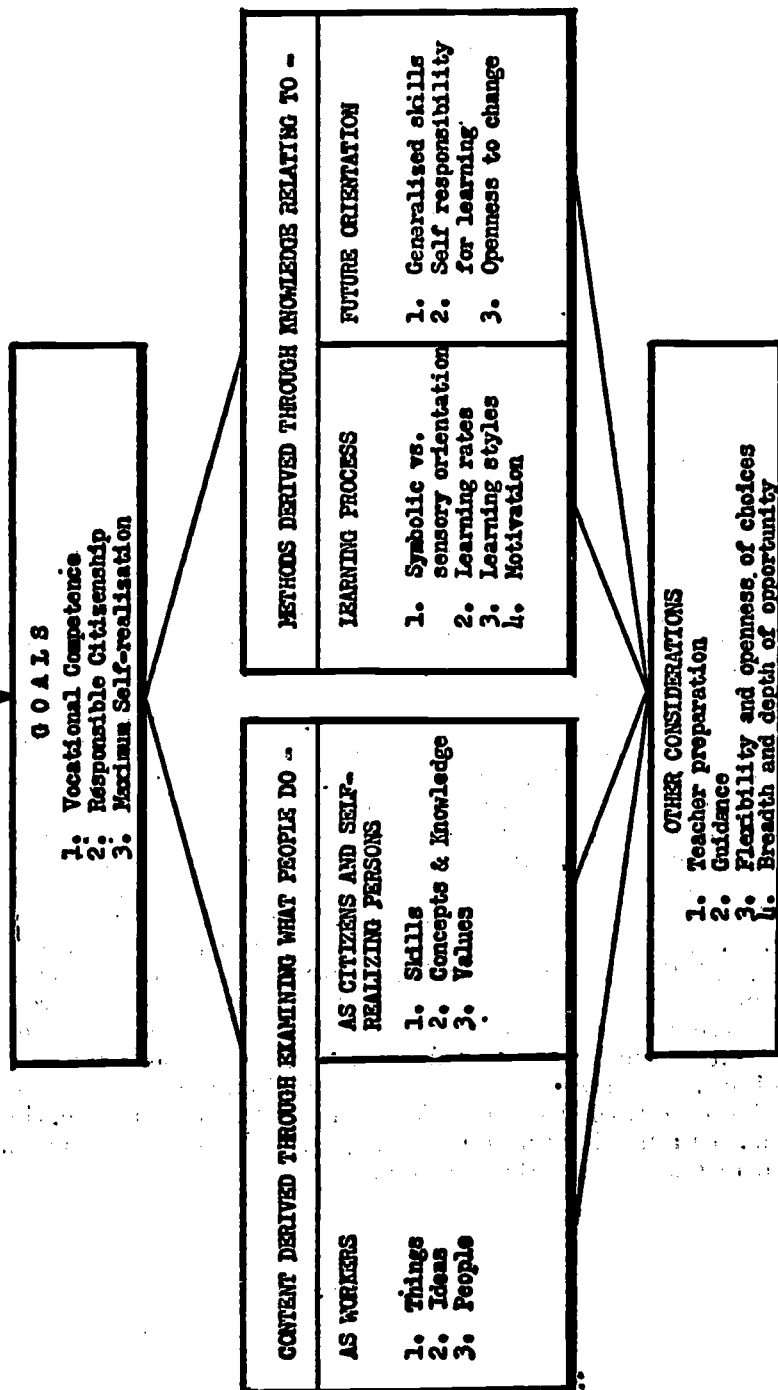 G O A L S
1. Vocational Competence
2. Responsible Citizenship
3. Maximum Self-realization
CONTENT DERIVED THROUGH EXAMINING WHAT PEOPLE DO -
AS WORKERS
1. Things
2. Ideas
3. People
AS CITIZENS AND SELF-
REALIZING PERSONS
1. Skills
2. Concepts & Knowledge
3. Values
METHODS DERIVED THROUGH KNOWLEDGE RELATING TO -
LEARNING PROCESS
1. Symbolic vs.
sensory orientation
2. Learning rates
3. Learning styles
4. Motivation
FUTURE ORIENTATION
1. Generalized skills
2. Self responsibility
for learning
3. Openness to change
OTHER CONSIDERATIONS
1. Teacher preparation
2. Guidance
3. Flexibility and openness of choices
4. Breadth and depth of opportunity